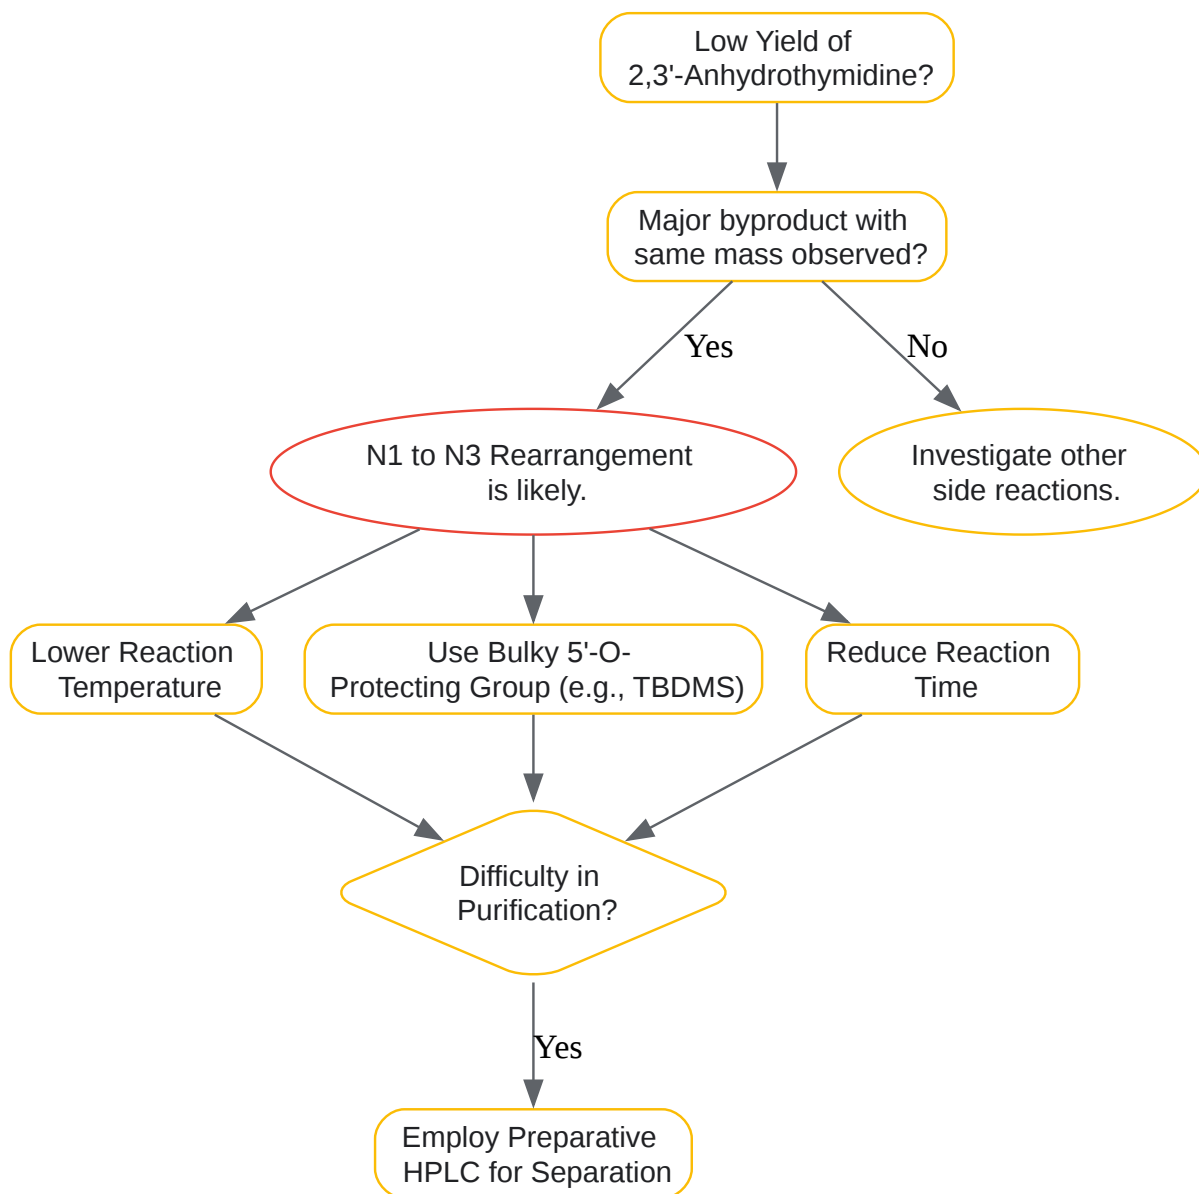 Low Yield of
2,3'-Anhydrothymidine?
Major byproduct with
same mass observed?
Yes
No
N1 to N3 Rearrangement
is likely.
Investigate other
side reactions.
Lower Reaction
Temperature
Use Bulky 5'-O-
Protecting Group (e.g., TBDMS)
Reduce Reaction
Time
Difficulty in
Purification?
Yes
Employ Preparative
HPLC for Separation